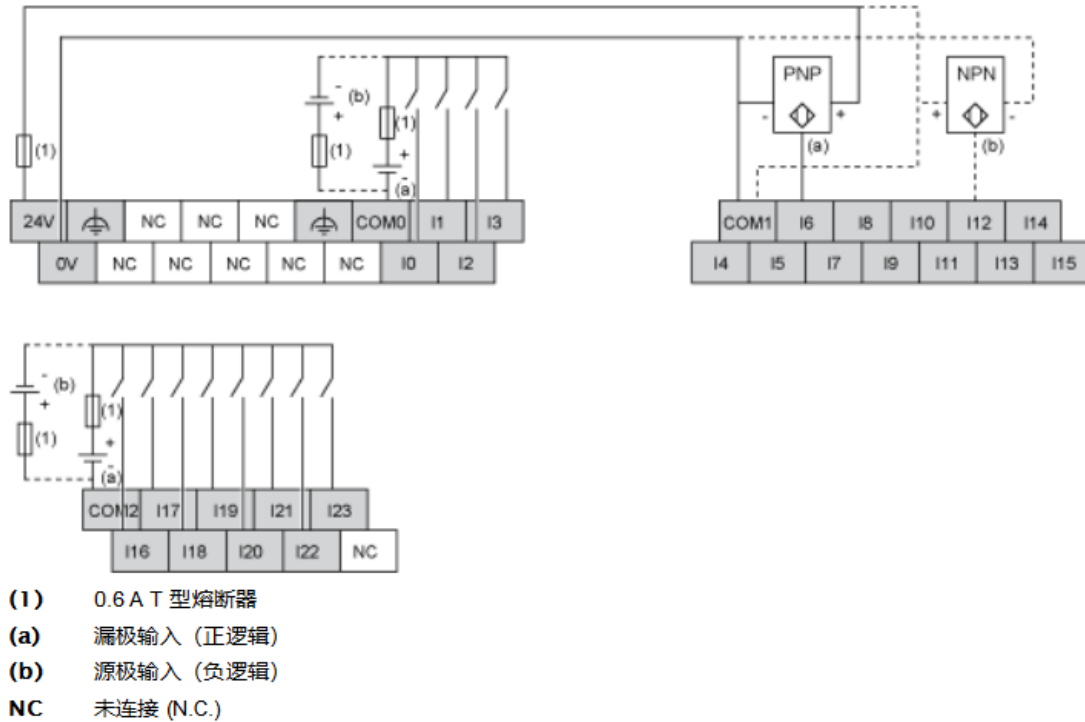 PNP NPN
- (b) +
(1) (1) (1)
- + + -
+ (a) (b)
(a)
24V NC NC NC COM0 I1 I3
0V NC NC NC NC NC I0 I2
COM1 I6 I8 I10 I12 I14
I4 I5 I7 I9 I11 I13 I15
- (b) +
(1) (1)
+ -
(a)
COM2 I17 I19 I21 I23
I16 I18 I20 I22 NC
(1) 0.6 A T 型熔断器
(a) 漏极输入（正逻辑）
(b) 源极输入（负逻辑）
NC 未连接 (N.C.)